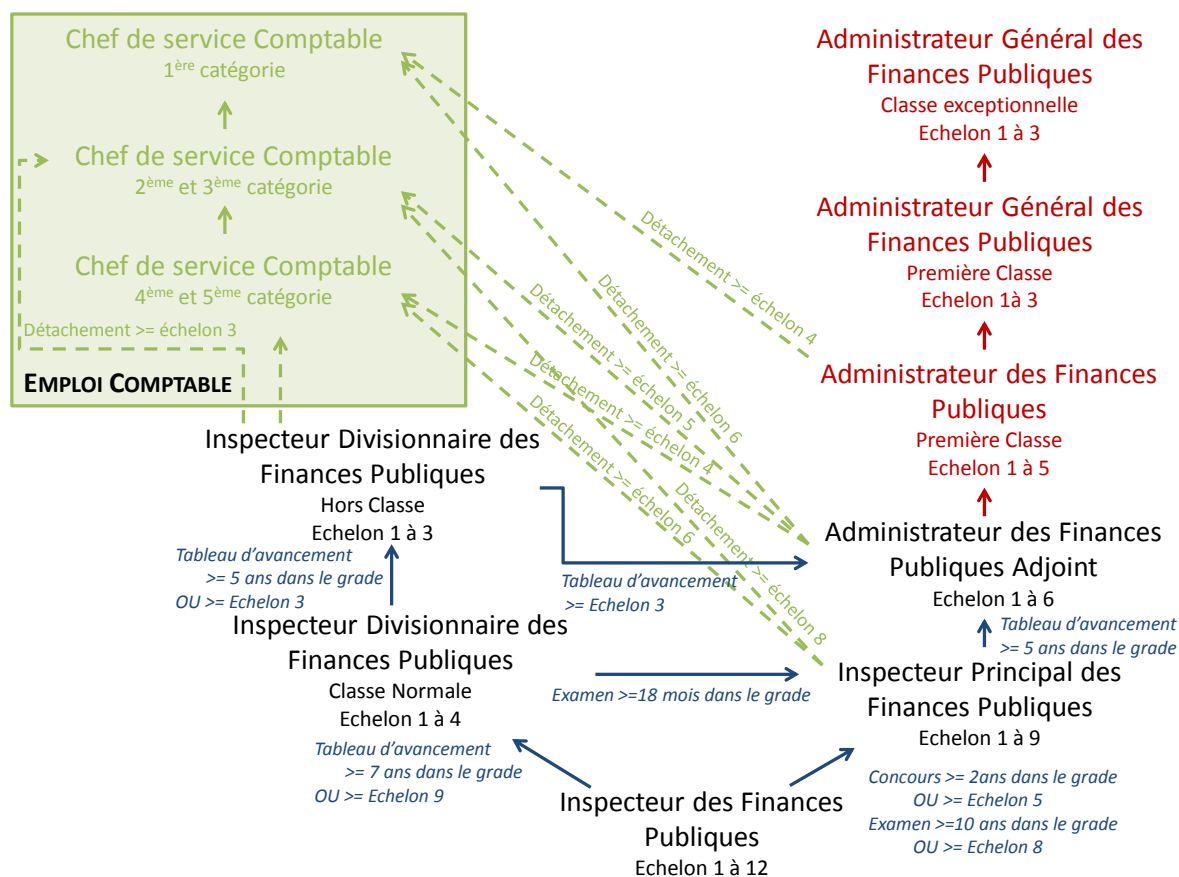 Chef de service Comptable
1ère catégorie
Chef de service Comptable
2ème et 3ème catégorie
Chef de service Comptable
4ème et 5ème catégorie
Détachement >= échelon 3
EMPLOI COMPTABLE
Administrateur Général des
Finances Publiques
Classe exceptionnelle
Echelon 1 à 3
Administrateur Général des
Finances Publiques
Première Classe
Echelon 1à 3
Administrateur des Finances
Publiques
Première Classe
Echelon 1 à 5
Détachement >= échelon 4
Détachement >= échelon 6
Détachement >= échelon 5
Détachement >= échelon 4
Détachement >= échelon 6
Détachement >= échelon 8
Inspecteur Divisionnaire des
Finances Publiques
Hors Classe
Echelon 1 à 3
Administrateur des Finances
Publiques Adjoint
Echelon 1 à 6
Tableau d'avancement
>= 5 ans dans le grade
OU >= Echelon 3
Tableau d'avancement
>= Echelon 3
Tableau d'avancement
>= 5 ans dans le grade
Inspecteur Divisionnaire des
Finances Publiques
Classe Normale
Echelon 1 à 4
Examen >=18 mois dans le grade
Inspecteur Principal des
Finances Publiques
Echelon 1 à 9
Tableau d'avancement
>= 7 ans dans le grade
OU >= Echelon 9
Inspecteur des Finances
Publiques
Echelon 1 à 12
Concours >= 2ans dans le grade
OU >= Echelon 5
Examen >=10 ans dans le grade
OU >= Echelon 8